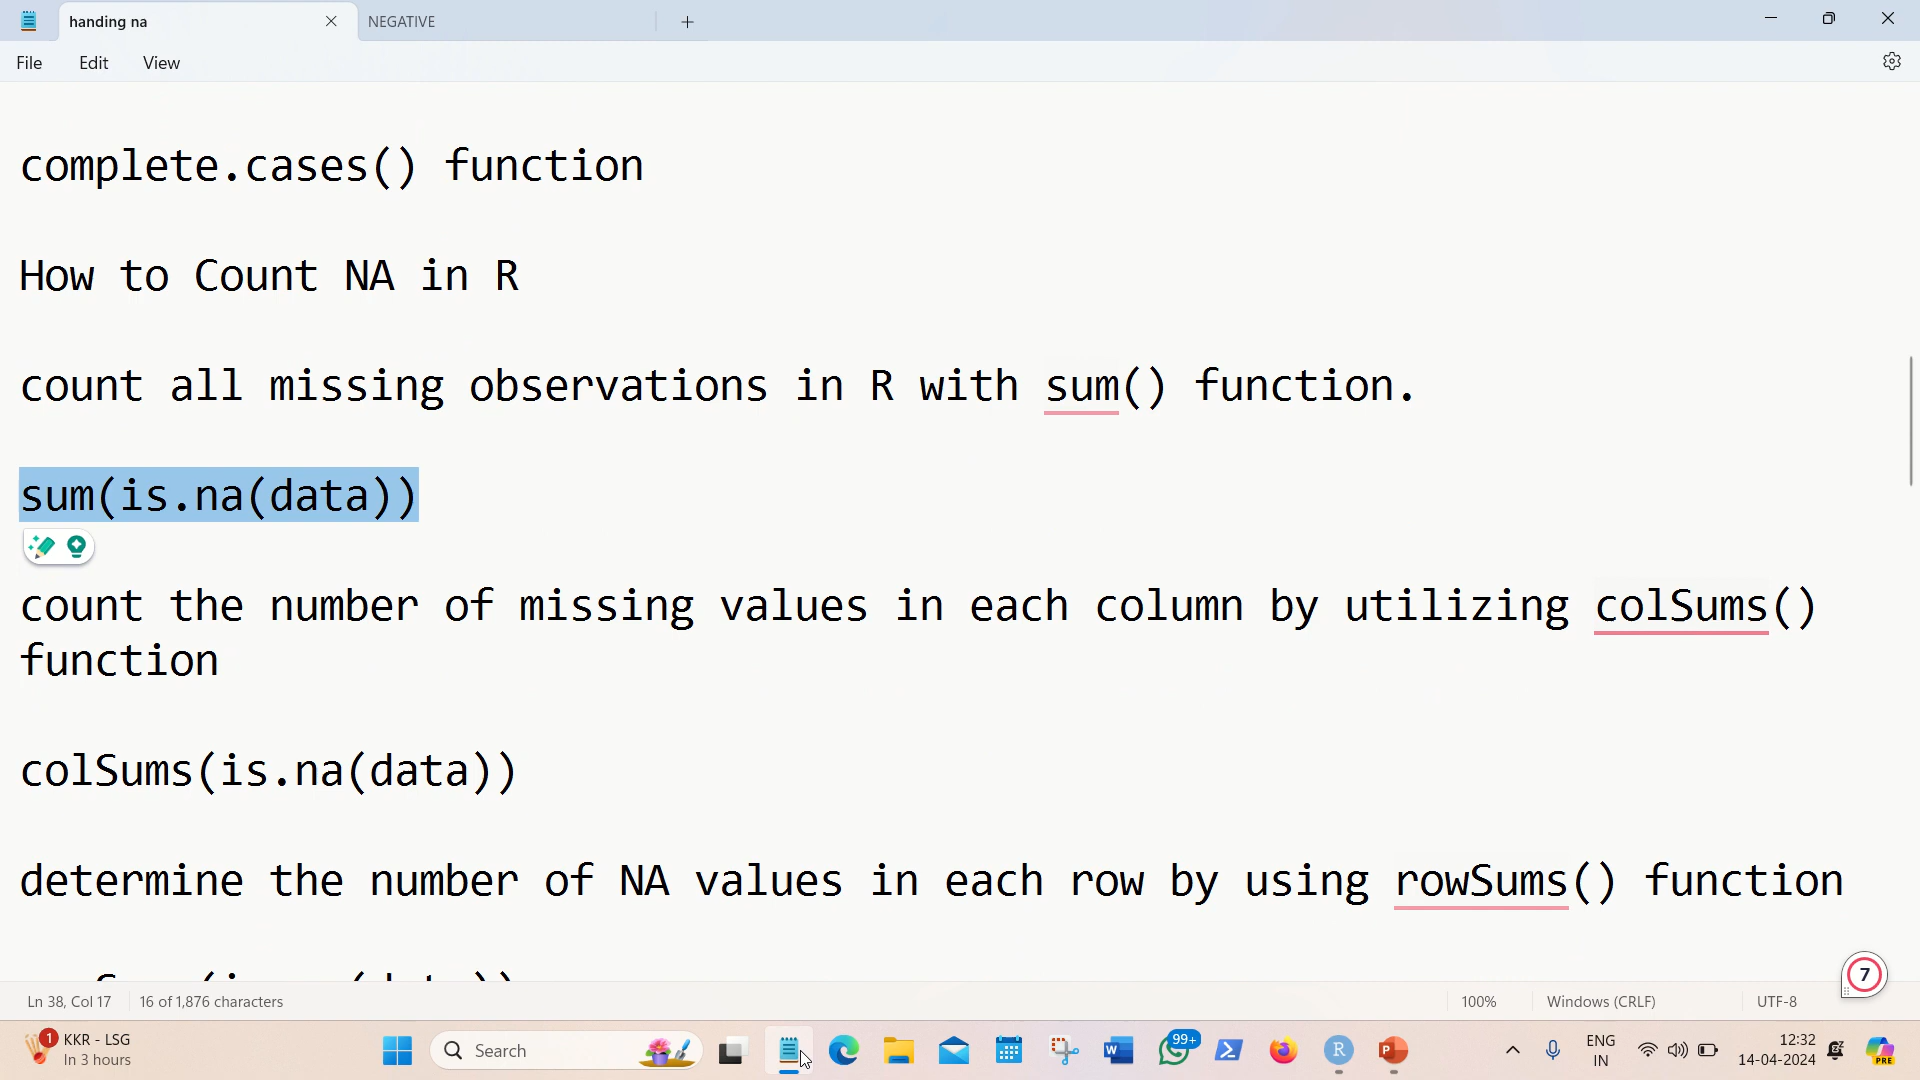 handing na
NEGATIVE
File Edit View
complete.cases() function
How to Count NA in R
count all missing observations in R with sum() function.
sum(is.na(data))
count the number of missing values in each column by utilizing colSums()
function
colSums(is.na(data))
determine the number of NA values in each row by using rowSums() function
7
Ln 38, Col 17 16 of 1,876 characters 100% Windows (CRLF) UTF-8
1 KKR - LSG
In 3 hours
Search
W
99+
R
P
ENG
IN
12:32
14-04-2024
PRE